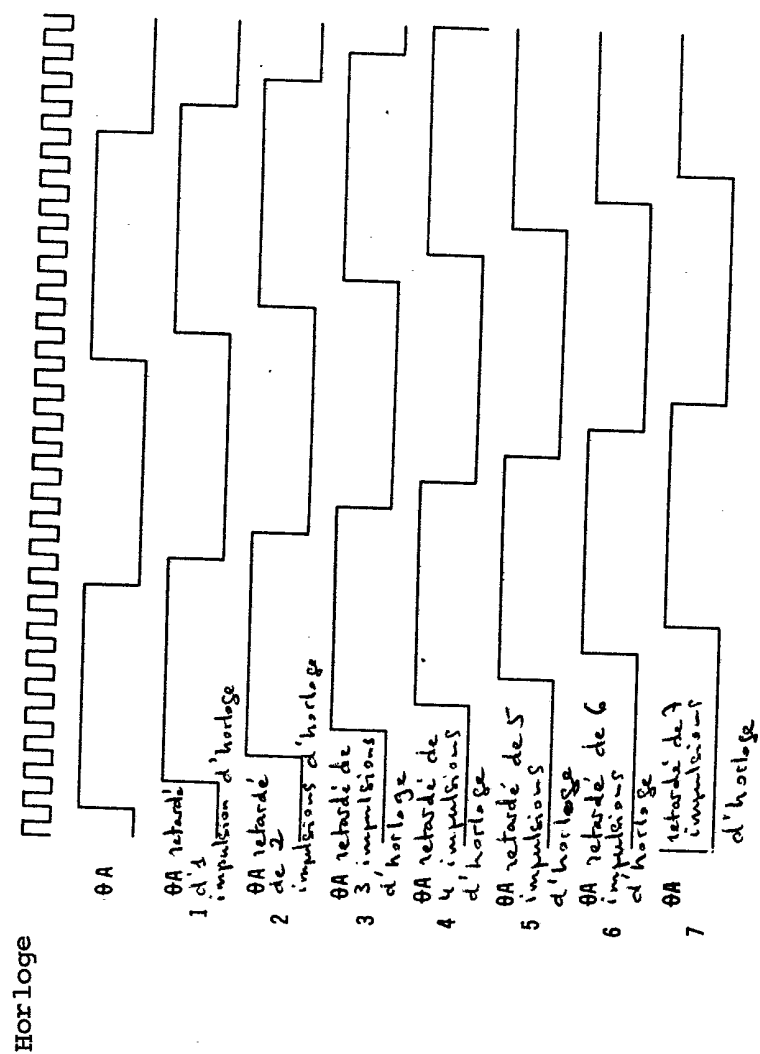 Horloge
θA
θA retardé
1 d'1
impulsion d'horloge
θA retardé
2 de 2
impulsions d'horloge
θA retardé de
3 3 impulsions
d'horloge
θA retardé de
4 4 impulsions
d'horloge
θA retardé de 5
5 impulsions
d'horloge
θA retardé de 6
6 impulsions
d'horloge
θA retardé de 7
7 impulsions
d'horloge